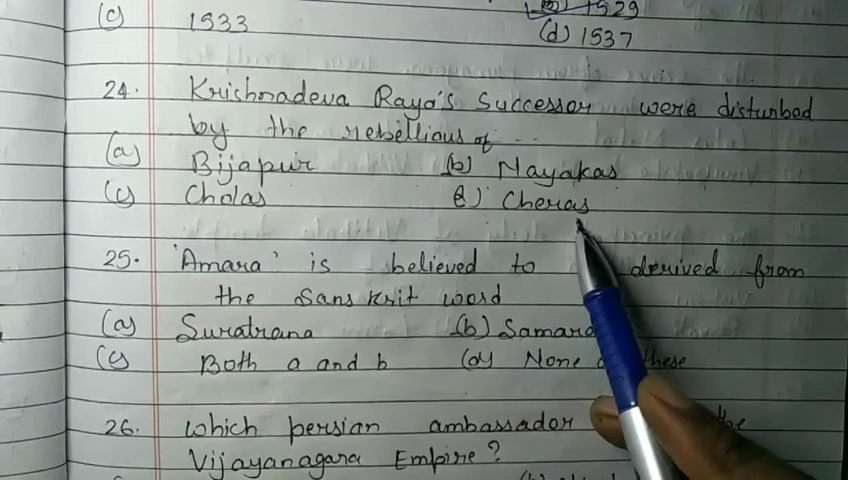 (c) 1533 (b) 1529
(d) 1537
24. Krishnadeva Raya's Successor were disturbed
by the rebellious of ...
(a) Bijapur (b) Nayakas
(c) Cholas (d) Cheras
25. 'Amara' is believed to derived from
the Sanskrit word
(a) Suratrana (b) Samara
(c) Both a and b (d) None these
26. which persian ambassador the
Vijayanagara Empire?